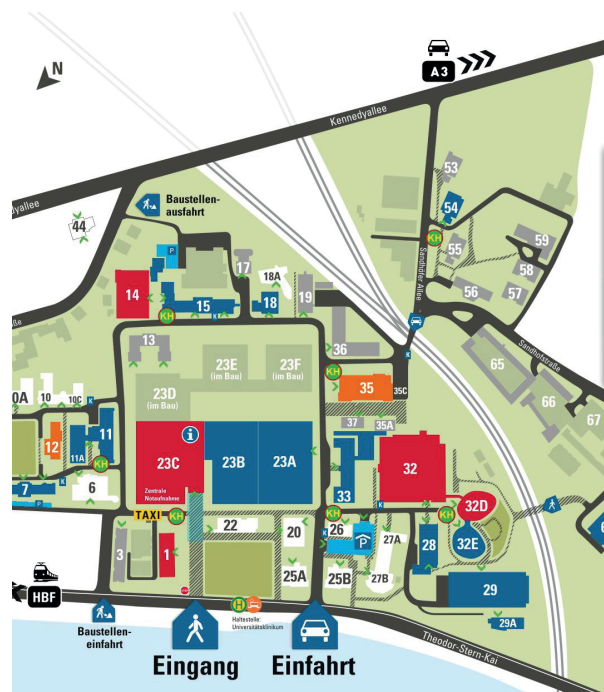 A3
N
Kennedyallee
53
Baustellen-
ausfahrt
54
dyallee
44
KH
55
59
P
17
18A
58
14
15
18
19
56
57
Sandhofer Allee
KH
K
13
36
K
Sandhofstraße
23E
(im Bau)
23F
(im Bau)
65
KH
35
35C
66
0A
10
10C
23D
(im Bau)
67
K
37
35A
12
11
i
11A
23C
23B
23A
32
KH
33
7
6
Zentrale
Notaufnahme
K
32D
K
TAXI
KH
KH
KH
22
20
26
27A
28
32E
3
1
P
25A
25B
27B
29
HBF
H
29A
Haltestelle:
Universitätsklinikum
Baustellen-
einfahrt
Theodor-Stern-Kai
Eingang
Einfahrt